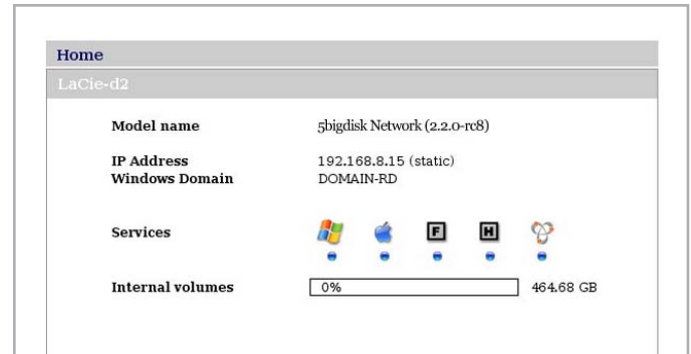 Home
LaCie-d2
Model name 5bigdisk Network (2.2.0-rc8)
IP Address 192.168.8.15 (static)
Windows Domain DOMAIN-RD
Services F H
Internal volumes 0% 464.68 GB